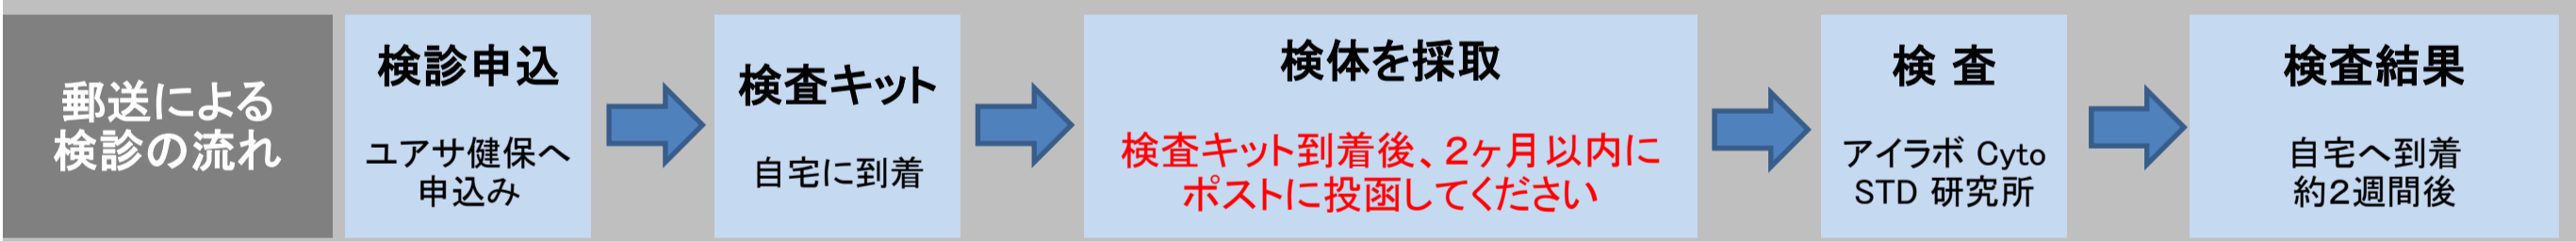 郵送による
検診の流れ
検診申込
ユアサ健保へ
申込み
検査キット
自宅に到着
検体を採取
検査キット到着後、2ヶ月以内に
ポストに投函してください
検 査
アイラボ Cyto
STD 研究所
検査結果
自宅へ到着
約2週間後